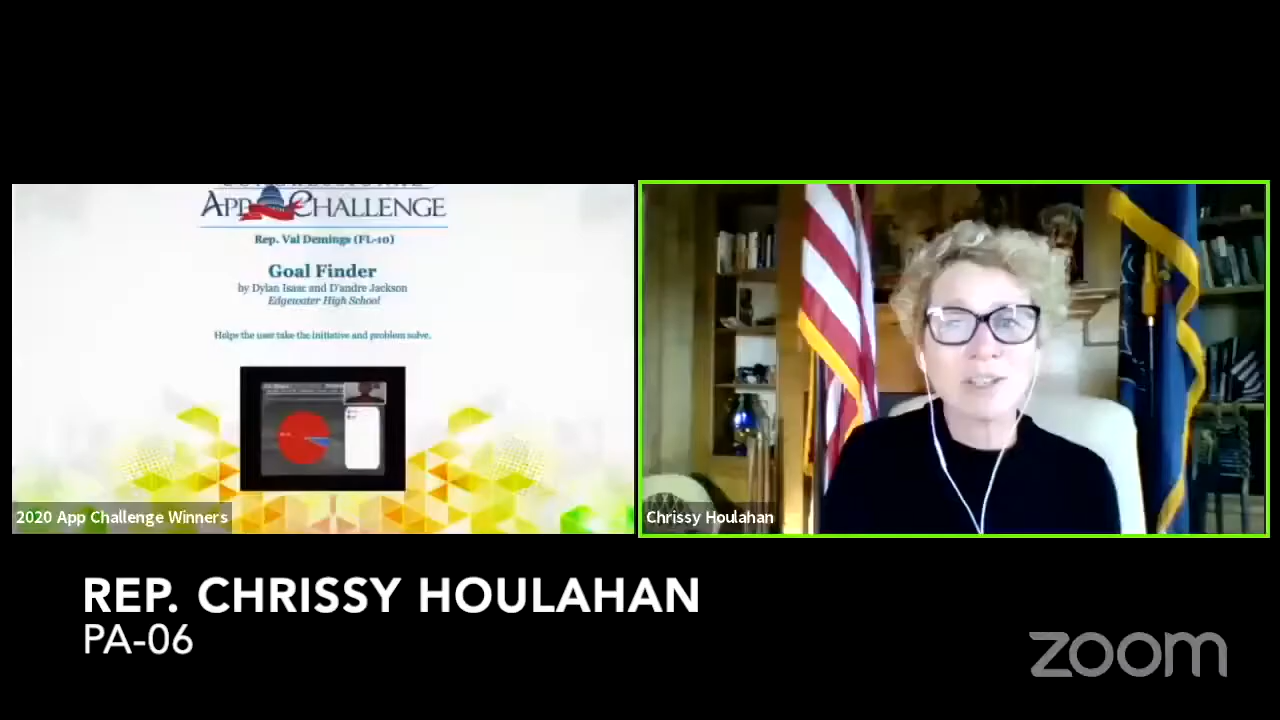 APP CHALLENGE
Rep. Val Demings (FL-10)
Goal Finder
by Dylan Isaac and D'andre Jackson
Edgewater High School
Helps the user take the initiative and problem solve.
2020 App Challenge Winners
Chrissy Houlahan
REP. CHRISSY HOULAHAN
PA-06
zoom